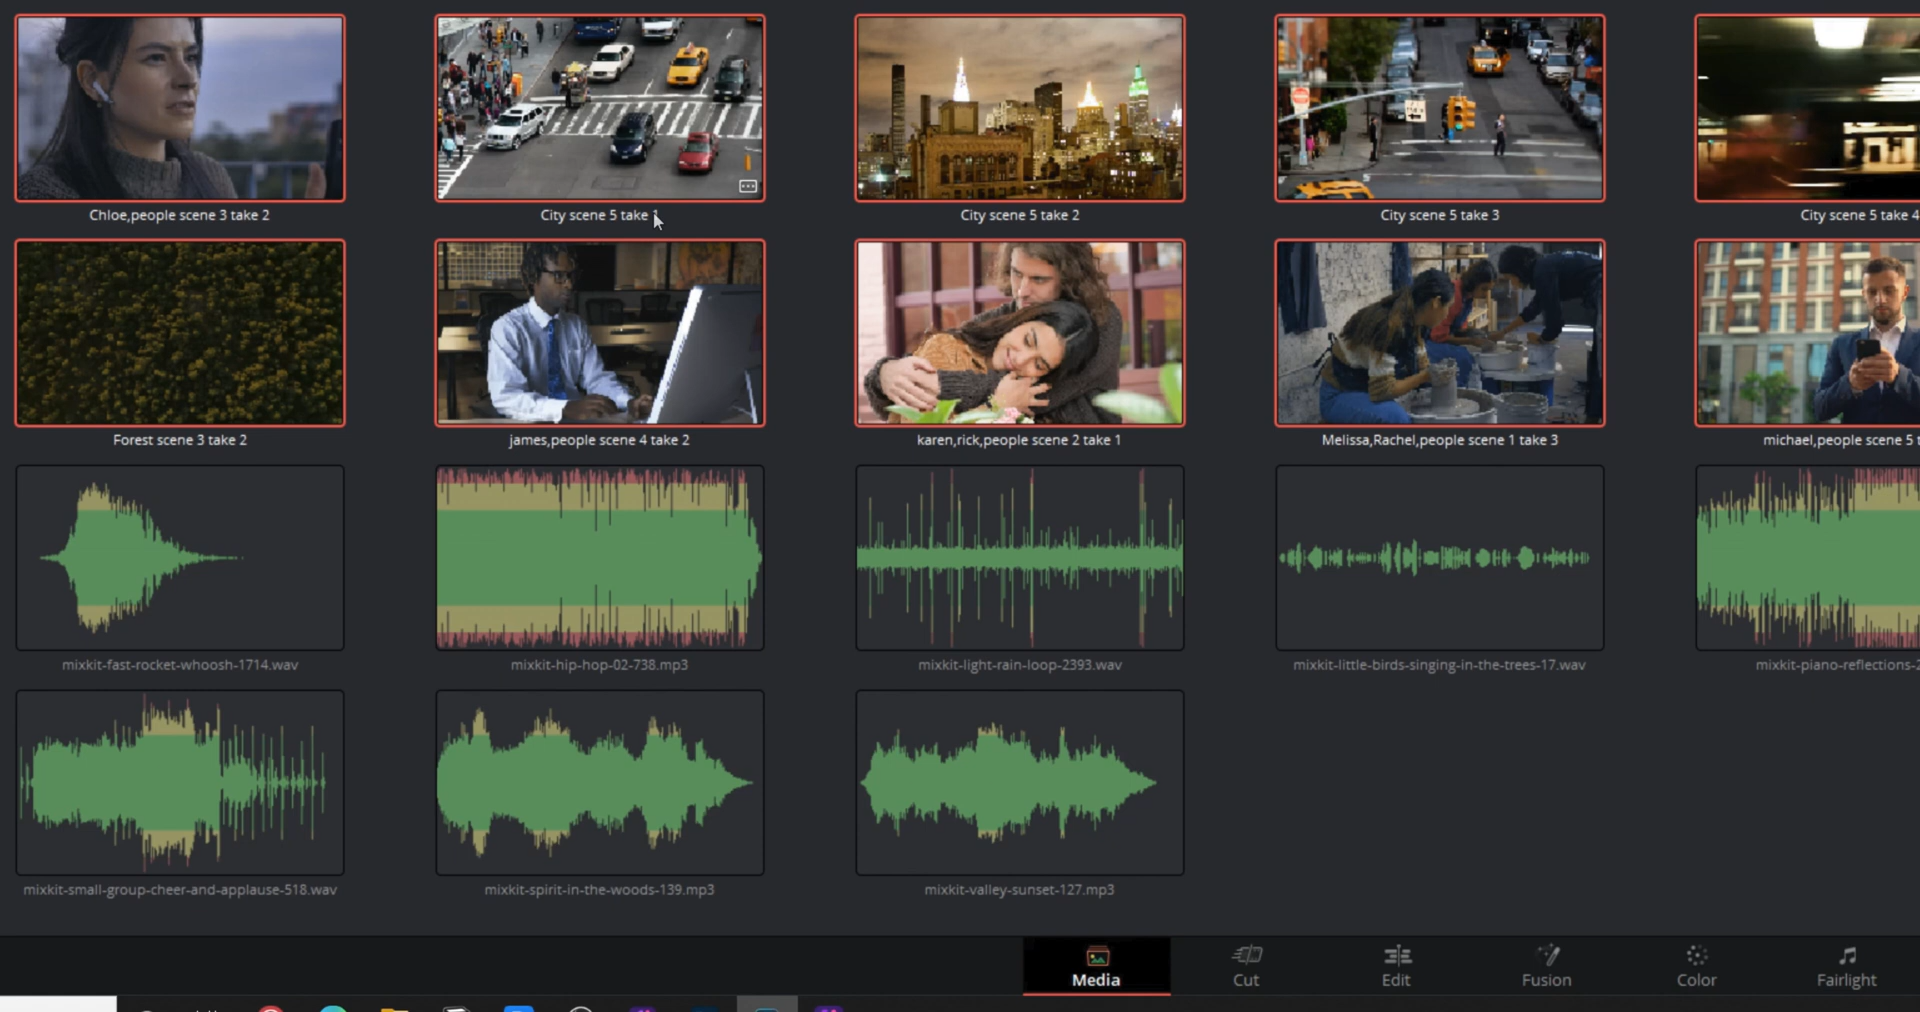 Chloe,people scene 3 take 2
City scene 5 take
City scene 5 take 2
City scene 5 take 3
City scene 5 take 4
Forest scene 3 take 2
james,people scene 4 take 2
karen,rick,people scene 2 take 1
Melissa,Rachel,people scene 1 take 3
michael,people scene 5
mixkit-fast-rocket-whoosh-1714.wav
mixkit-hip-hop-02-738.mp3
mixkit-light-rain-loop-2393.wav
mixkit-little-birds-singing-in-the-trees-17.wav
mixkit-piano-reflections-
mixkit-small-group-cheer-and-applause-518.wav
mixkit-spirit-in-the-woods-139.mp3
mixkit-valley-sunset-127.mp3
Media
Cut
Edit
Fusion
Color
Fairlight